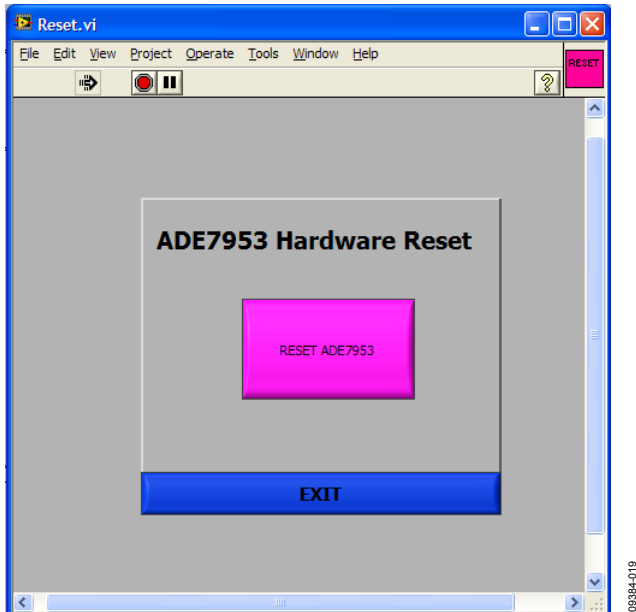 Reset.vi
File Edit View Project Operate Tools Window Help
RESET
?
ADE7953 Hardware Reset
RESET ADE7953
EXIT
09384-019